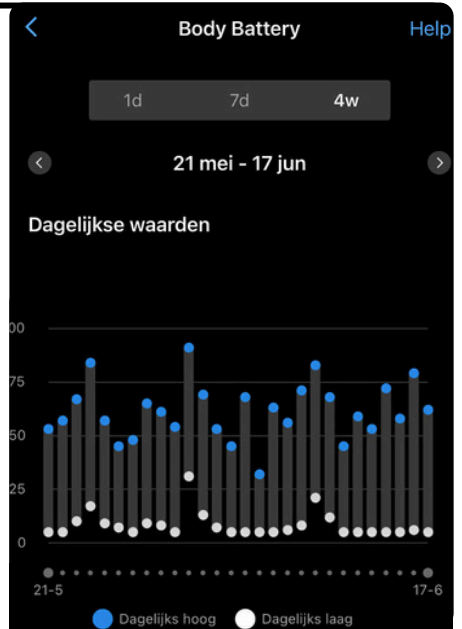 Body Battery Help
1d 7d 4w
21 mei - 17 jun
Dagelijkse waarden
00
75
50
25
0
21-5 17-6
Dagelijks hoog Dagelijks laag